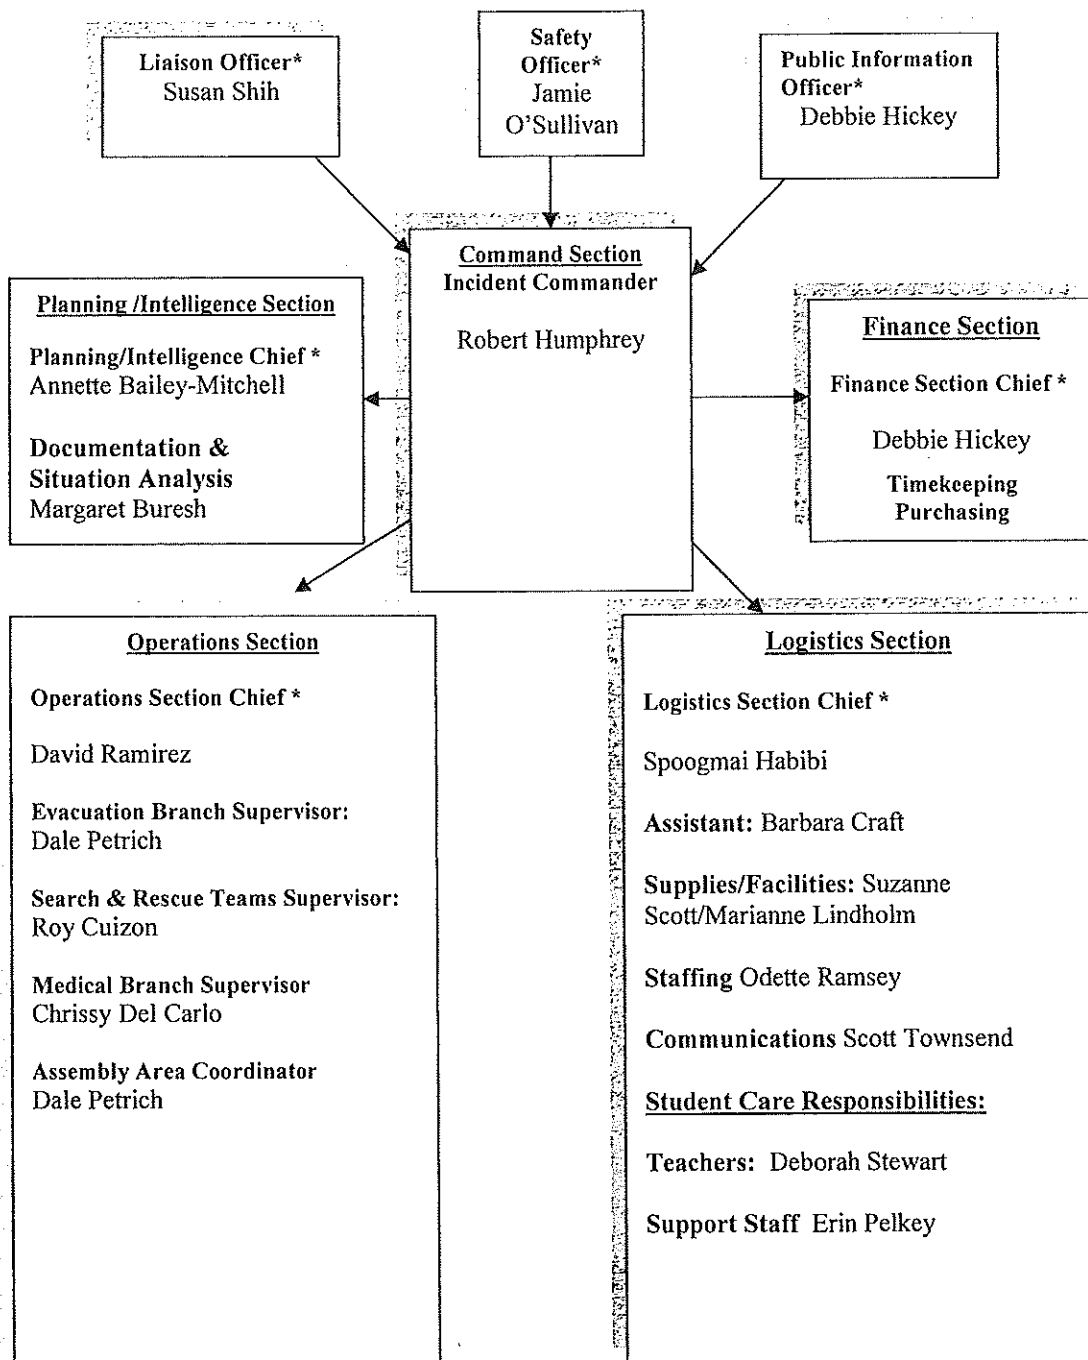 Liaison Officer*
Susan Shih
Safety
Officer*
Jamie
O'Sullivan
Public Information
Officer*
Debbie Hickey
Command Section
Incident Commander
Robert Humphrey
Planning /Intelligence Section
Planning/Intelligence Chief *
Annette Bailey-Mitchell
Documentation &
Situation Analysis
Margaret Buresh
Finance Section
Finance Section Chief *
Debbie Hickey
Timekeeping
Purchasing
Operations Section
Operations Section Chief *
David Ramirez
Evacuation Branch Supervisor:
Dale Petrich
Search & Rescue Teams Supervisor:
Roy Cuizon
Medical Branch Supervisor
Chrissy Del Carlo
Assembly Area Coordinator
Dale Petrich
Logistics Section
Logistics Section Chief *
Spoogmai Habibi
Assistant: Barbara Craft
Supplies/Facilities: Suzanne
Scott/Marianne Lindholm
Staffing Odette Ramsey
Communications Scott Townsend
Student Care Responsibilities:
Teachers: Deborah Stewart
Support Staff Erin Pelkey